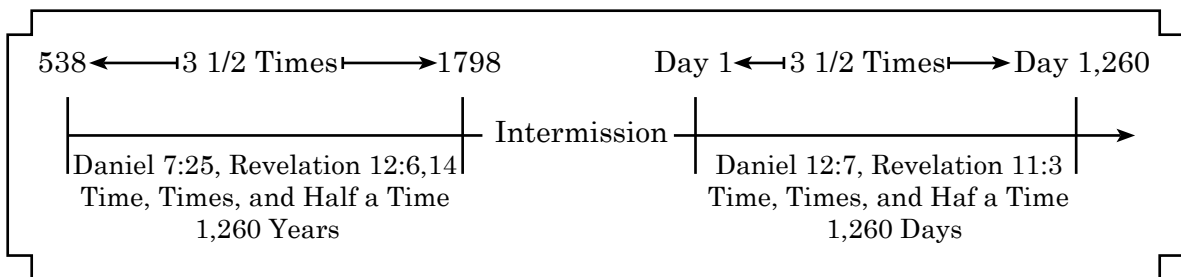 538 3 1/2 Times 1798 Day 1 3 1/2 Times Day 1,260
Intermission
Daniel 7:25, Revelation 12:6,14
Time, Times, and Half a Time
1,260 Years
Daniel 12:7, Revelation 11:3
Time, Times, and Haf a Time
1,260 Days